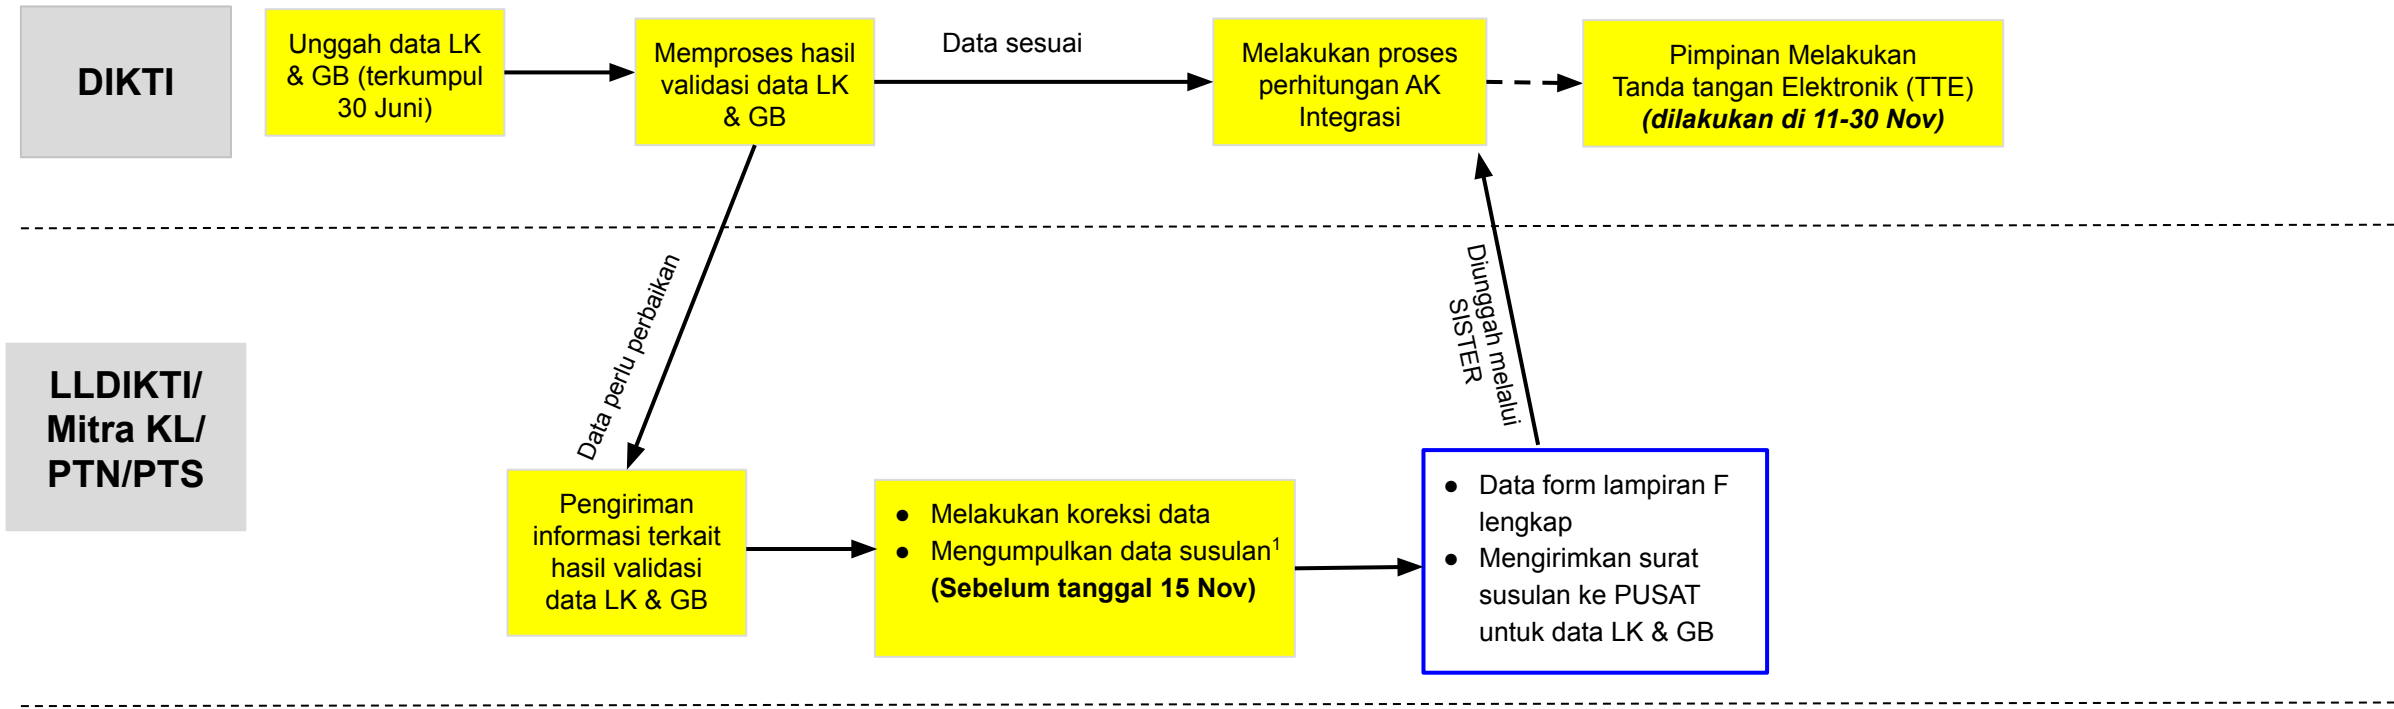 DIKTI
Unggah data LK
& GB (terkumpul
30 Juni)
Memproses hasil
validasi data LK
& GB
Data sesuai
Melakukan proses
perhitungan AK
Integrasi
Pimpinan Melakukan
Tanda tangan Elektronik (TTE)
(dilakukan di 11-30 Nov)
Data perlu perbaikan
Diunggah melalui
SISTER
LLDIKTI/
Mitra KL/
PTN/PTS
Pengiriman
informasi terkait
hasil validasi
data LK & GB
● Melakukan koreksi data
● Mengumpulkan data susulan¹
(Sebelum tanggal 15 Nov)
● Data form lampiran F
lengkap
● Mengirimkan surat
susulan ke PUSAT
untuk data LK & GB